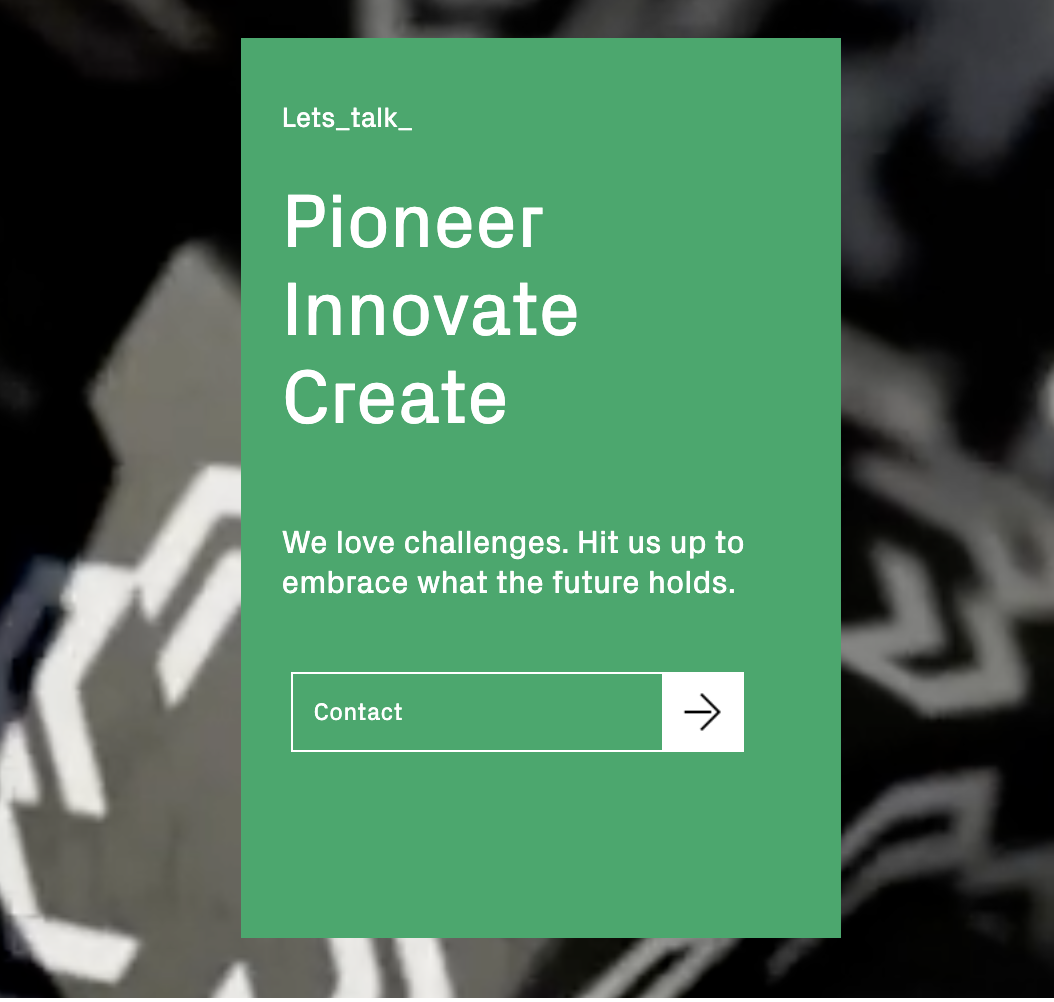 Lets_talk_
Pioneer
Innovate
Create
We love challenges. Hit us up to
embrace what the future holds.
Contact